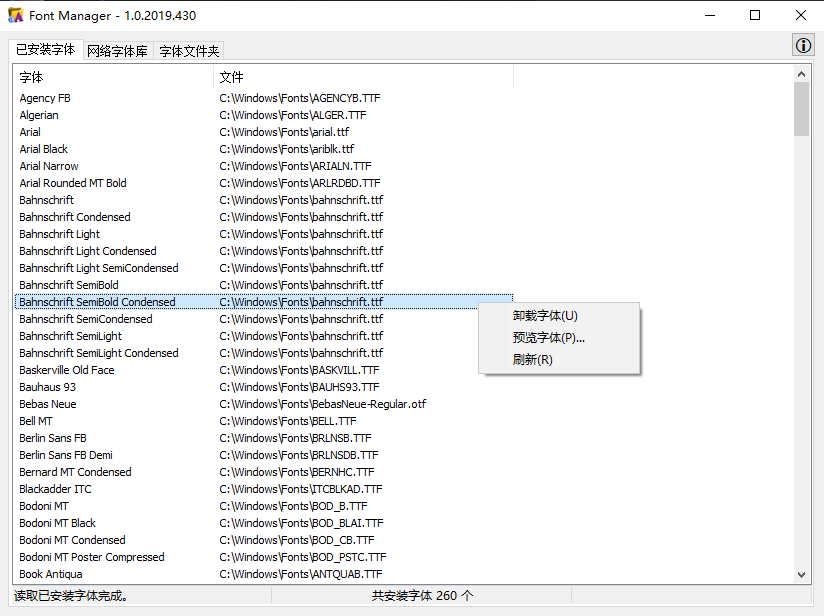 Font Manager - 1.0.2019.430
已安装字体 网络字体库 字体文件夹
字体 文件
Agency FB C:\Windows\Fonts\AGENCYB.TTF
Algerian C:\Windows\Fonts\ALGER.TTF
Arial C:\Windows\Fonts\arial.ttf
Arial Black C:\Windows\Fonts\ariblk.ttf
Arial Narrow C:\Windows\Fonts\ARIALN.TTF
Arial Rounded MT Bold C:\Windows\Fonts\ARLRDBD.TTF
Bahnschrift C:\Windows\Fonts\bahnschrift.ttf
Bahnschrift Condensed C:\Windows\Fonts\bahnschrift.ttf
Bahnschrift Light C:\Windows\Fonts\bahnschrift.ttf
Bahnschrift Light Condensed C:\Windows\Fonts\bahnschrift.ttf
Bahnschrift Light SemiCondensed C:\Windows\Fonts\bahnschrift.ttf
Bahnschrift SemiBold C:\Windows\Fonts\bahnschrift.ttf
Bahnschrift SemiBold Condensed C:\Windows\Fonts\bahnschrift.ttf
Bahnschrift SemiCondensed C:\Windows\Fonts\bahnschrift.ttf
Bahnschrift SemiLight C:\Windows\Fonts\bahnschrift.ttf
Bahnschrift SemiLight Condensed C:\Windows\Fonts\bahnschrift.ttf
Baskerville Old Face C:\Windows\Fonts\BASKVILL.TTF
Bauhaus 93 C:\Windows\Fonts\BAUHS93.TTF
Bebas Neue C:\Windows\Fonts\BebasNeue-Regular.otf
Bell MT C:\Windows\Fonts\BELL.TTF
Berlin Sans FB C:\Windows\Fonts\BRLNSB.TTF
Berlin Sans FB Demi C:\Windows\Fonts\BRLNSDB.TTF
Bernard MT Condensed C:\Windows\Fonts\BERNHC.TTF
Blackadder ITC C:\Windows\Fonts\ITCBLKAD.TTF
Bodoni MT C:\Windows\Fonts\BOD_B.TTF
Bodoni MT Black C:\Windows\Fonts\BOD_BLAI.TTF
Bodoni MT Condensed C:\Windows\Fonts\BOD_CB.TTF
Bodoni MT Poster Compressed C:\Windows\Fonts\BOD_PSTC.TTF
Book Antiqua C:\Windows\Fonts\ANTQUAB.TTF
卸载字体(U)
预览字体(P)...
刷新(R)
读取已安装字体完成。 共安装字体 260 个